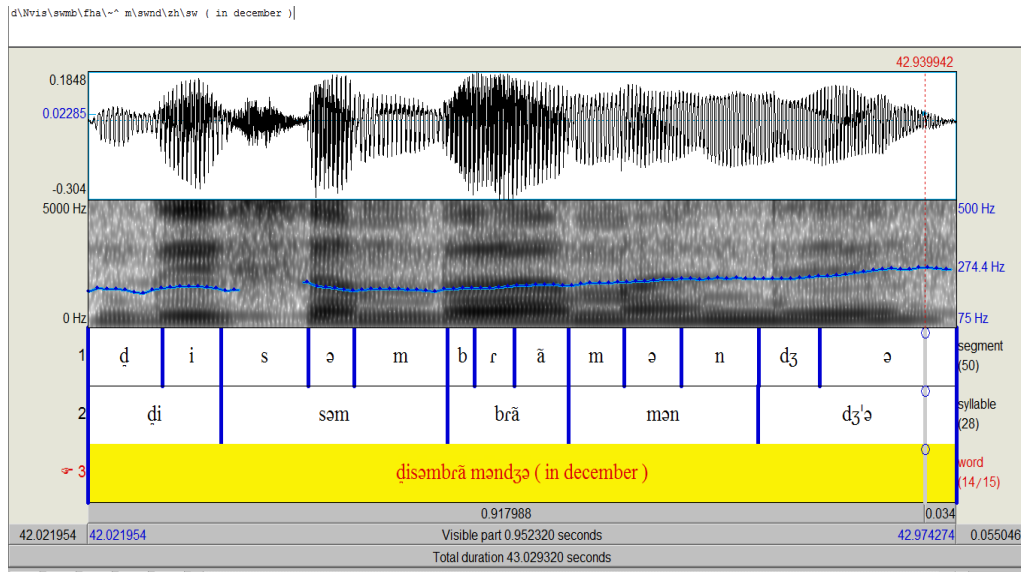 d\Nvis\swmb\fha\~^ m\swnd\zh\sw ( in december )
42.939942
0.1848
0.02285
-0.304
5000 Hz
500 Hz
274.4 Hz
0 Hz
75 Hz
1 d̪ i s ə m b ɾ ã m ə n dʒ ə segment (50)
2 d̪i səm bɾã mən dʒˈə syllable (28)
☞ 3 d̪isəmbɾã məndʒə ( in december ) word (14/15)
0.917988 0.034
42.021954 42.021954 Visible part 0.952320 seconds 42.974274 0.055046
Total duration 43.029320 seconds